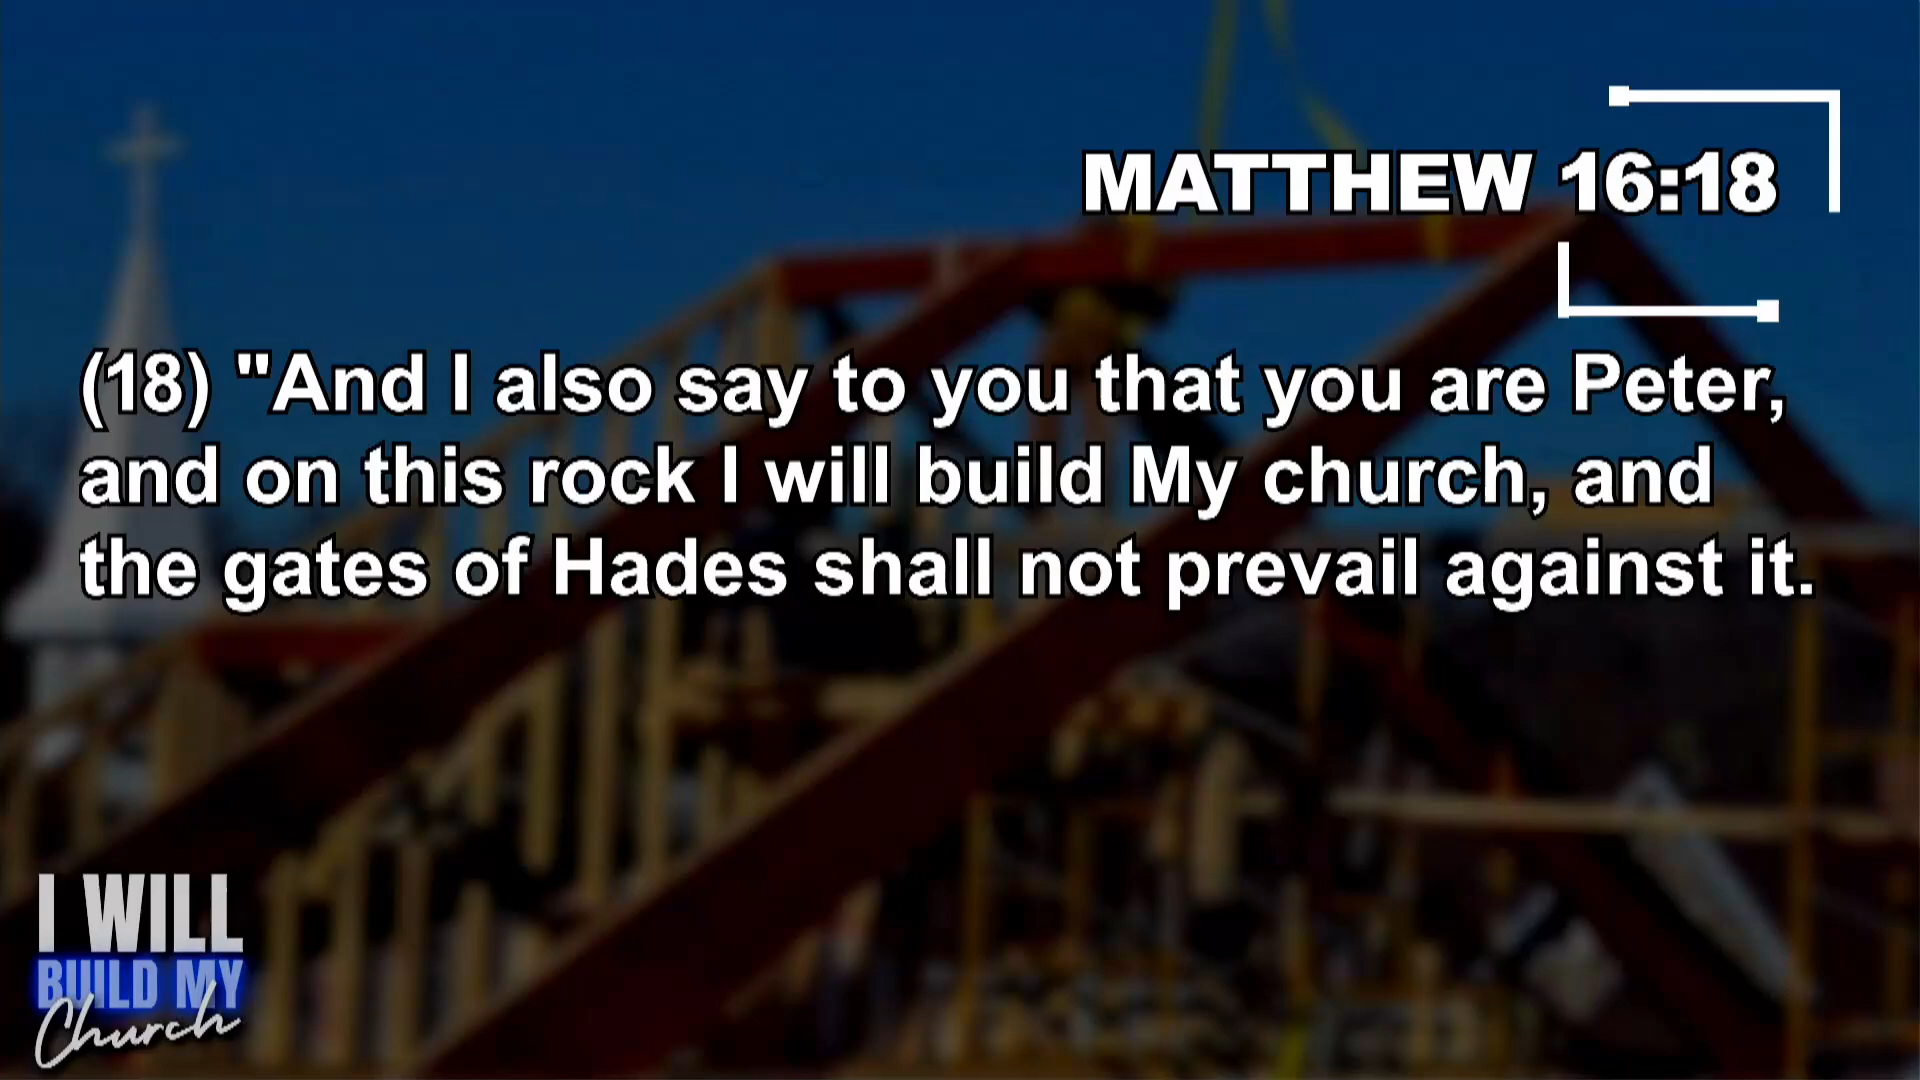 MATTHEW 16:18
(18) "And I also say to you that you are Peter,
and on this rock I will build My church, and
the gates of Hades shall not prevail against it.
I WILL
BUILD MY
Church